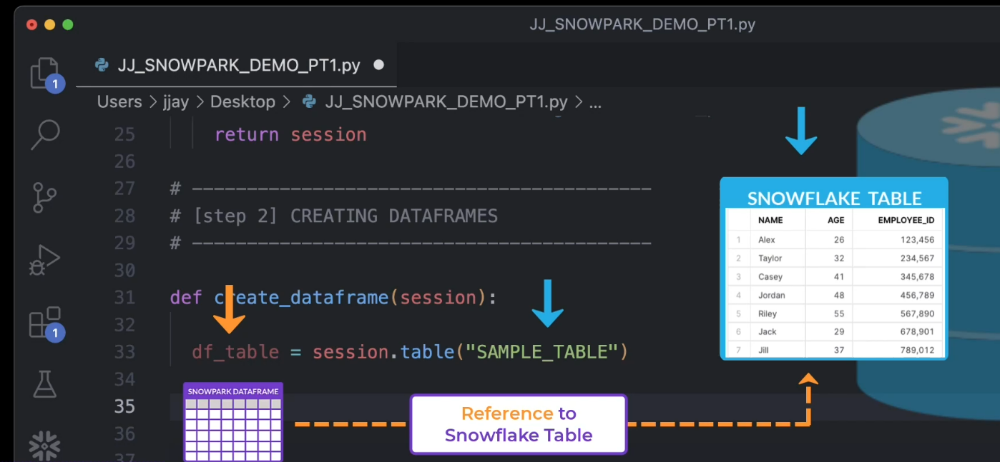 JJ_SNOWPARK_DEMO_PT1.py
JJ_SNOWPARK_DEMO_PT1.py
1
Users > jjay > Desktop > JJ_SNOWPARK_DEMO_PT1.py > ...
25 return session
26
27 # ------------------------------------------
28 # [step 2] CREATING DATAFRAMES
29 # ------------------------------------------
30
31 def create_dataframe(session):
32
33 df_table = session.table("SAMPLE_TABLE")
34
35
36
37
1
SNOWFLAKE TABLE
NAME AGE EMPLOYEE_ID
1 Alex 26 123,456
2 Taylor 32 234,567
3 Casey 41 345,678
4 Jordan 48 456,789
5 Riley 55 567,890
6 Jack 29 678,901
7 Jill 37 789,012
SNOWPARK DATAFRAME
Reference to
Snowflake Table